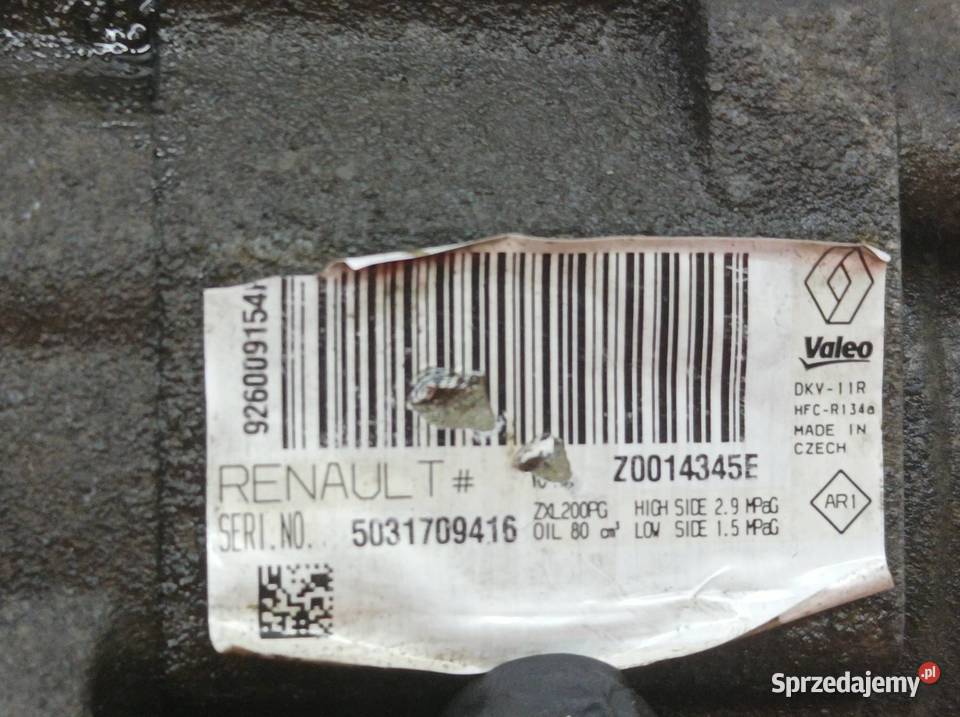 926009154
Valeo
DKV-11R
HFC-R134a
MADE IN
CZECH
RENAULT #
Z0014345E
SERI.NO. 5031709416
ZXL200PG HIGH SIDE 2.9 MPaG
OIL 80 cm³ LOW SIDE 1.5 MPaG
AR1
Sprzedajemy.pl